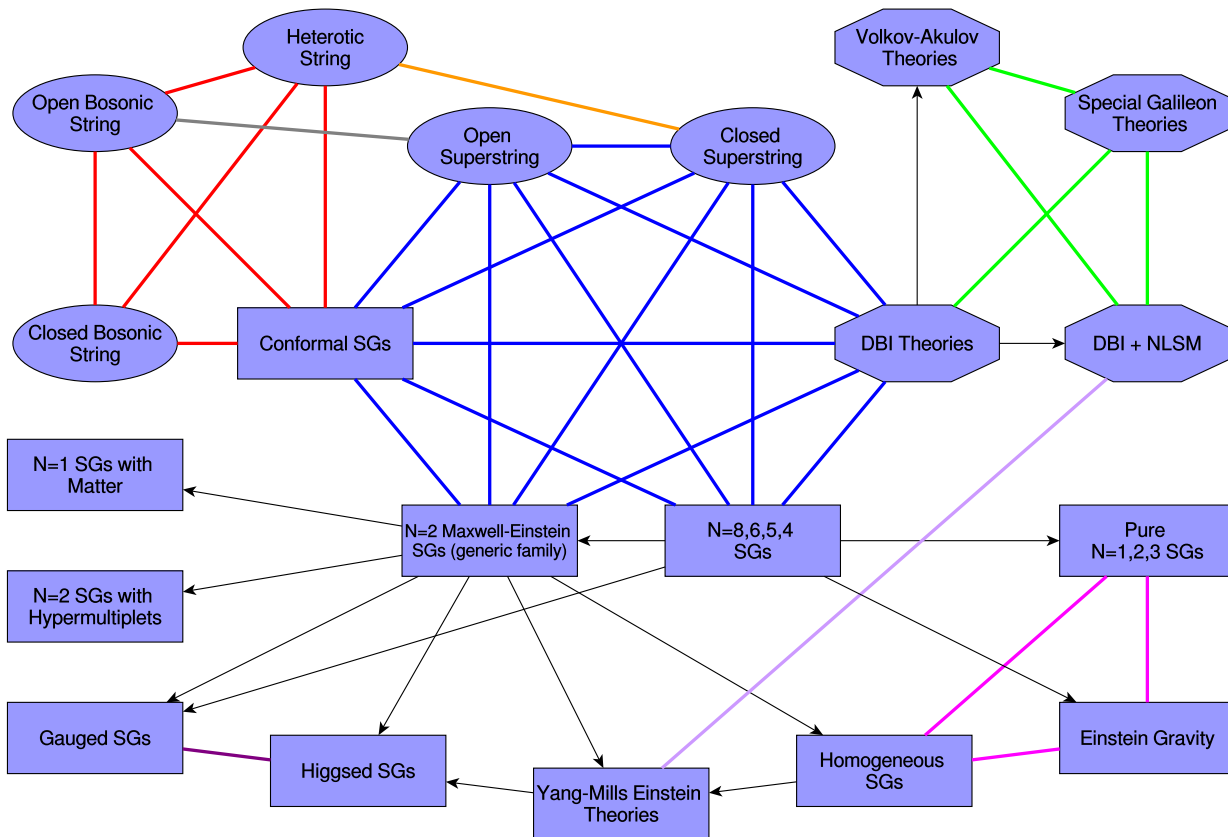 Heterotic
String
Volkov-Akulov
Theories
Open Bosonic
String
Special Galileon
Theories
Open
Superstring
Closed
Superstring
Closed Bosonic
String
Conformal SGs
DBI Theories
DBI + NLSM
N=1 SGs with
Matter
N=2 Maxwell-Einstein
SGs (generic family)
N=8,6,5,4
SGs
Pure
N=1,2,3 SGs
N=2 SGs with
Hypermultiplets
Gauged SGs
Higgsed SGs
Yang-Mills Einstein
Theories
Homogeneous
SGs
Einstein Gravity